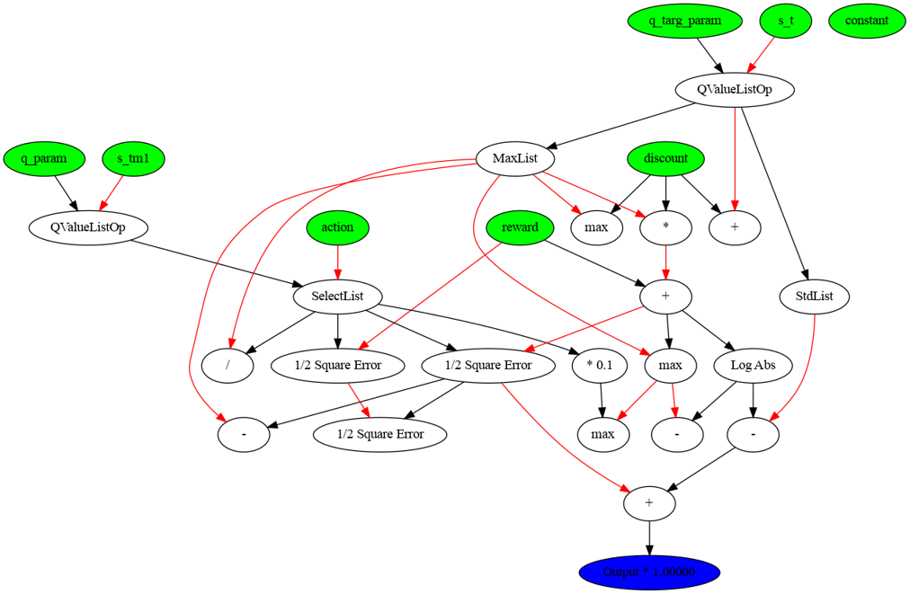 q_targ_param
s_t
constant
QValueListOp
q_param
s_tm1
MaxList
discount
QValueListOp
action
reward
max
*
+
SelectList
+
StdList
/
1/2 Square Error
1/2 Square Error
* 0.1
max
Log Abs
-
1/2 Square Error
max
-
-
+
Output * 1.00000